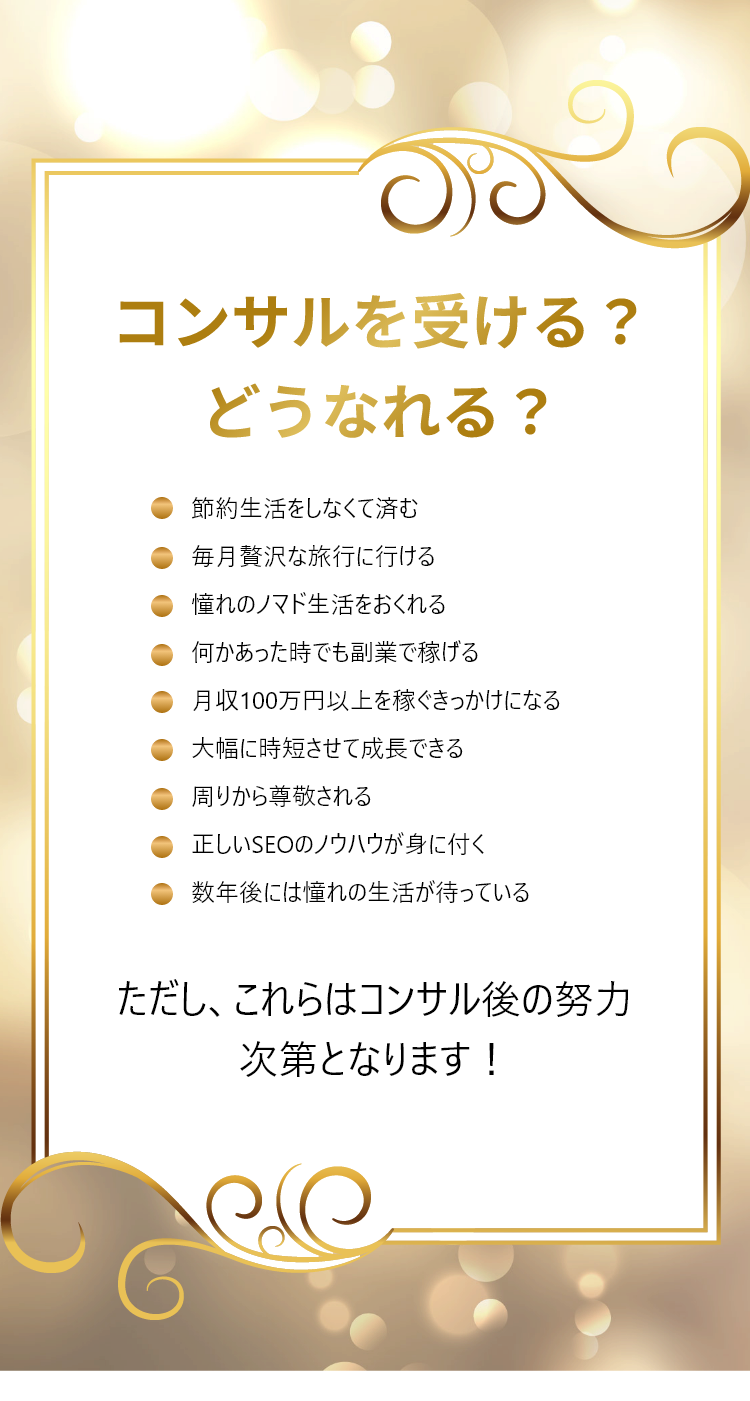 コンサルを受ける？
どうなれる？
節約生活をしなくて済む
毎月贅沢な旅行に行ける
憧れのノマド生活をおくれる
何かあった時でも副業で稼げる
月収100万円以上を稼ぐきっかけになる
大幅に時短させて成長できる
周りから尊敬される
正しいSEOのノウハウが身に付く
数年後には憧れの生活が待っている
ただし、これらはコンサル後の努力
次第となります！